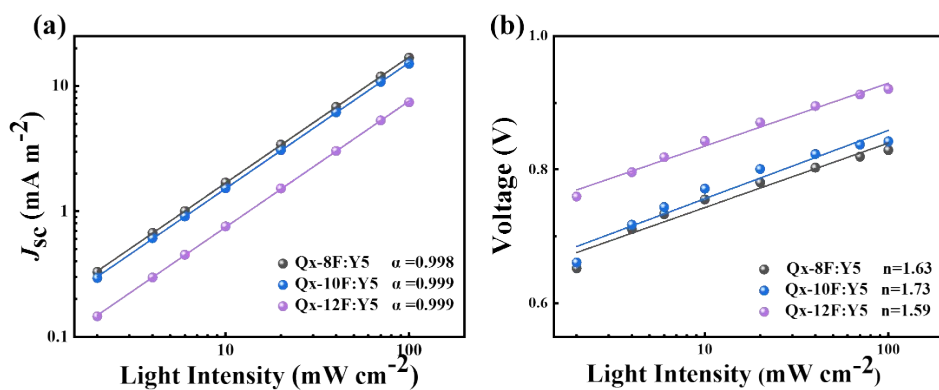 (a)
10
1
0.1
J_sc (mA m⁻²)
Qx-8F:Y5 α =0.998
Qx-10F:Y5 α =0.999
Qx-12F:Y5 α =0.999
10 100
Light Intensity (mW cm⁻²)
(b)
1.0
0.8
0.6
Voltage (V)
Qx-8F:Y5 n=1.63
Qx-10F:Y5 n=1.73
Qx-12F:Y5 n=1.59
10 100
Light Intensity (mW cm⁻²)